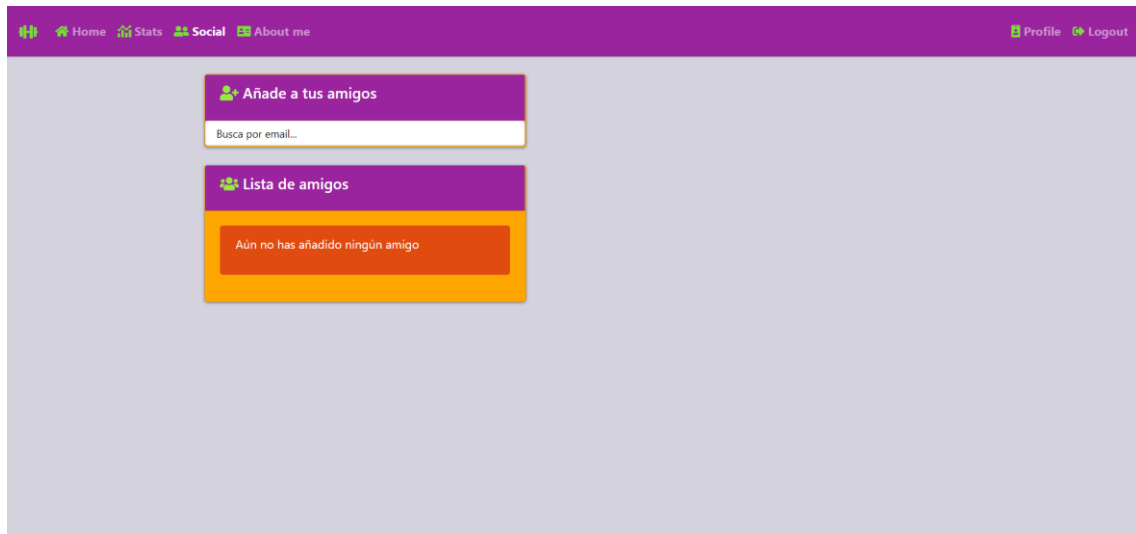 Home Stats Social About me Profile Logout
Añade a tus amigos
Busca por email...
Lista de amigos
Aún no has añadido ningún amigo